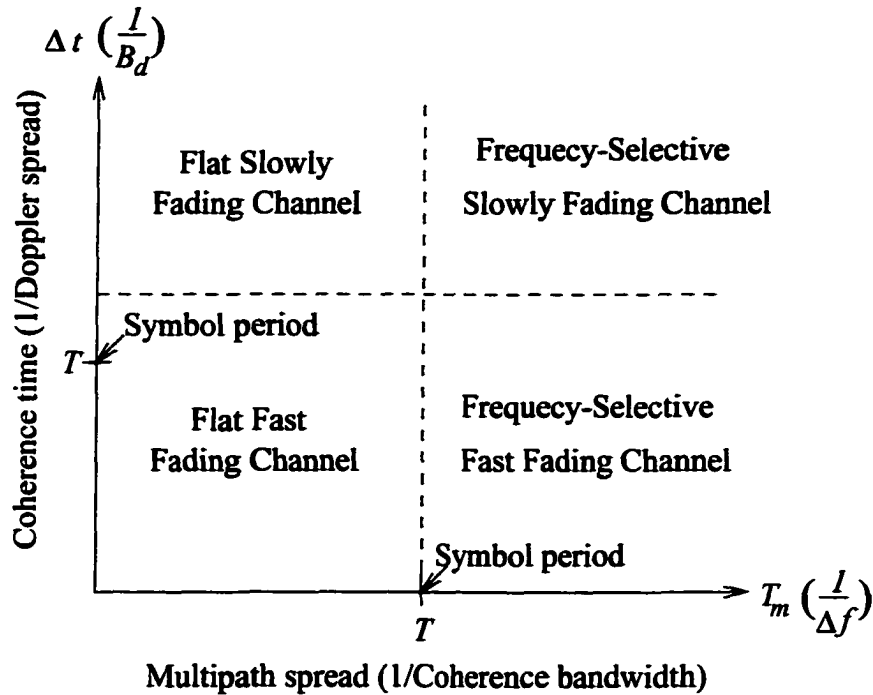 Δt (1/B_d)
Coherence time (1/Doppler spread)
Flat Slowly
Fading Channel
Frequecy-Selective
Slowly Fading Channel
Symbol period
T
Flat Fast
Fading Channel
Frequecy-Selective
Fast Fading Channel
Symbol period
T
T_m (1/Δf)
Multipath spread (1/Coherence bandwidth)